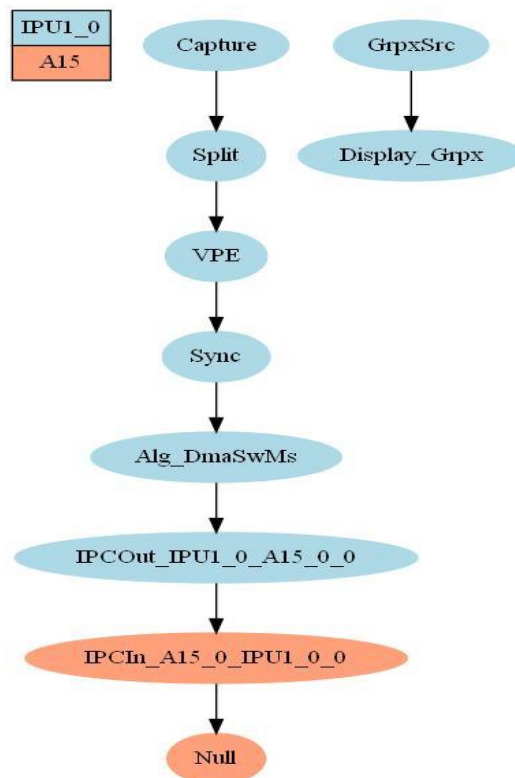 IPU1_0
A15
Capture
GrpxSrc
Split
Display_Grpx
VPE
Sync
Alg_DmaSwMs
IPCOut_IPU1_0_A15_0_0
IPCIn_A15_0_IPU1_0_0
Null